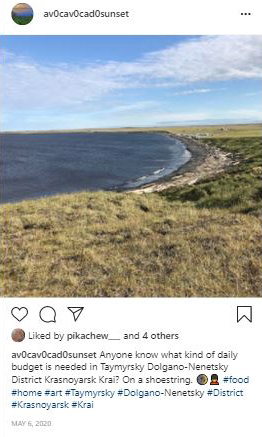 av0cav0cad0sunset
Liked by pikachew___ and 4 others
av0cav0cad0sunset Anyone know what kind of daily
budget is needed in Taymyrsky Dolgano-Nenetsky
District Krasnoyarsk Krai? On a shoestring. #food
#home #art #Taymyrsky #Dolgano-Nenetsky #District
#Krasnoyarsk #Krai
MAY 6, 2020